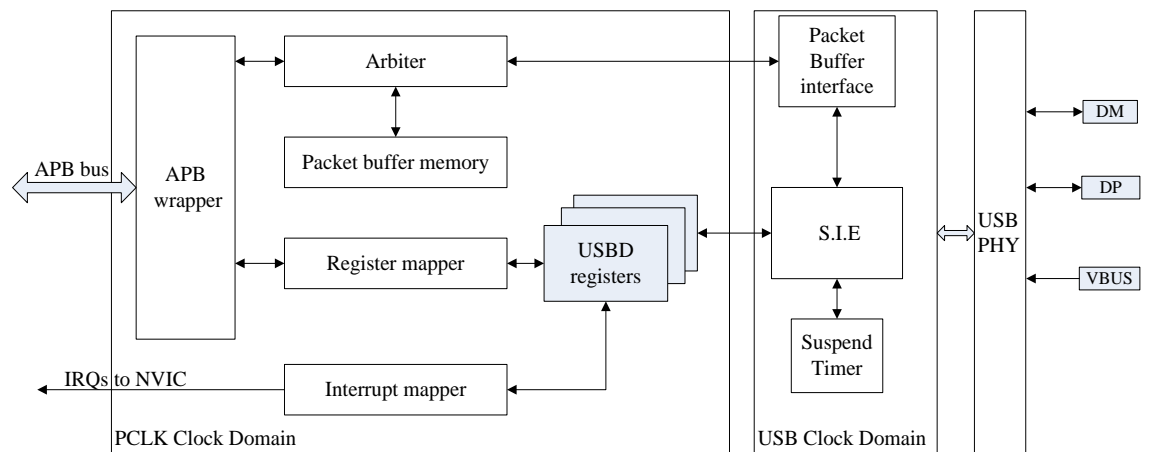 Packet
Buffer
interface
Arbiter
DM
Packet buffer memory
APB bus
APB
wrapper
DP
USB
PHY
S.I.E
USBD
registers
Register mapper
VBUS
Suspend
Timer
IRQs to NVIC
Interrupt mapper
PCLK Clock Domain
USB Clock Domain